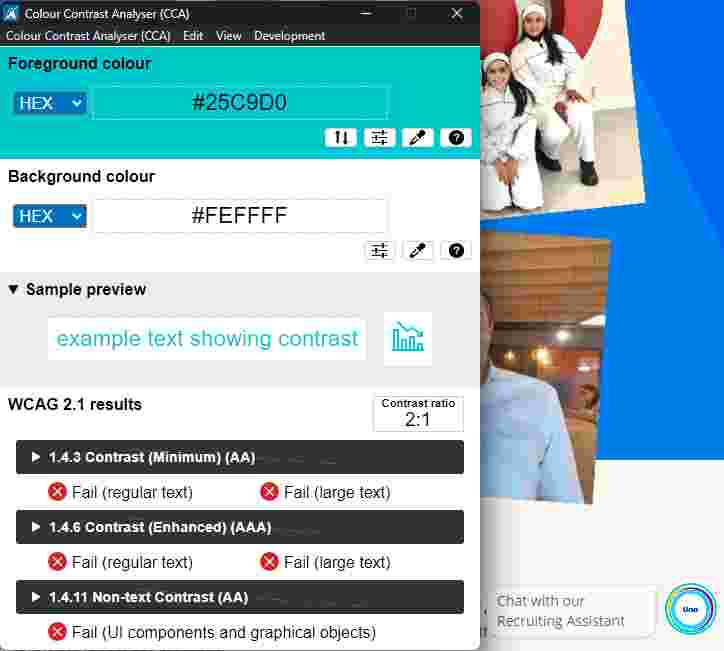 Colour Contrast Analyser (CCA)
Colour Contrast Analyser (CCA) Edit View Development
Foreground colour
HEX #25C9D0
Background colour
HEX #FEFFFF
Sample preview
example text showing contrast
WCAG 2.1 results
Contrast ratio
2:1
1.4.3 Contrast (Minimum) (AA)
Fail (regular text) Fail (large text)
1.4.6 Contrast (Enhanced) (AAA)
Fail (regular text) Fail (large text)
1.4.11 Non-text Contrast (AA)
Fail (UI components and graphical objects)
Chat with our
Recruiting Assistant
Uno